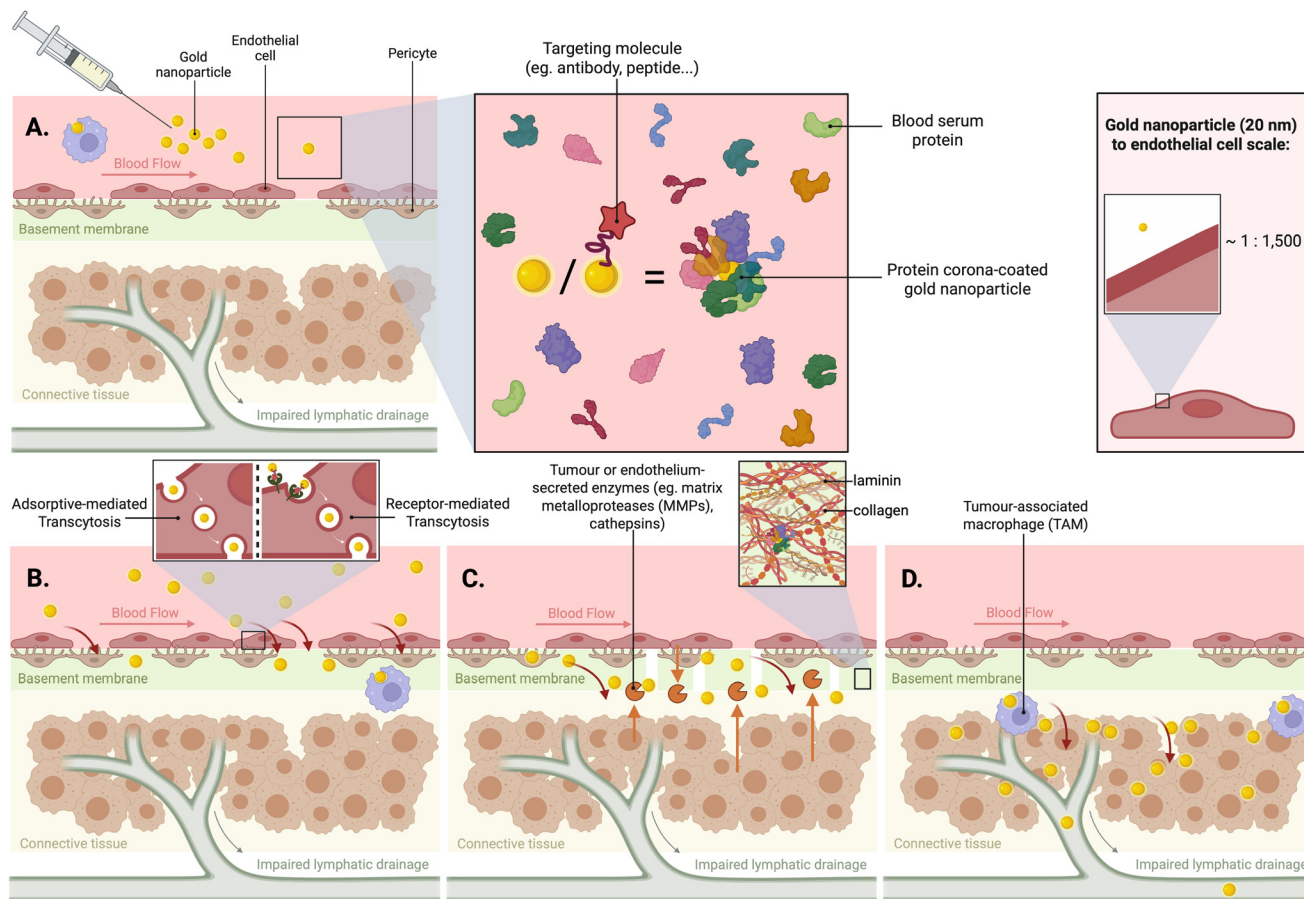 Gold
nanoparticle
Endothelial
cell
Pericyte
A.
Blood Flow
Basement membrane
Connective tissue
Impaired lymphatic drainage
Targeting molecule
(eg. antibody, peptide...)
/
=
Blood serum
protein
Protein corona-coated
gold nanoparticle
Gold nanoparticle (20 nm)
to endothelial cell scale:
~ 1 : 1,500
Adsorptive-mediated
Transcytosis
Receptor-mediated
Transcytosis
B.
Blood Flow
Basement membrane
Connective tissue
Impaired lymphatic drainage
Tumour or endothelium-
secreted enzymes (eg. matrix
metalloproteases (MMPs),
cathepsins)
laminin
collagen
C.
Blood Flow
Basement membrane
Connective tissue
Impaired lymphatic drainage
Tumour-associated
macrophage (TAM)
D.
Blood Flow
Basement membrane
Connective tissue
Impaired lymphatic drainage